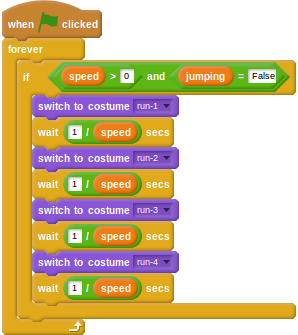 when clicked
forever
if speed > 0 and jumping = False
switch to costume run-1
wait 1 / speed secs
switch to costume run-2
wait 1 / speed secs
switch to costume run-3
wait 1 / speed secs
switch to costume run-4
wait 1 / speed secs